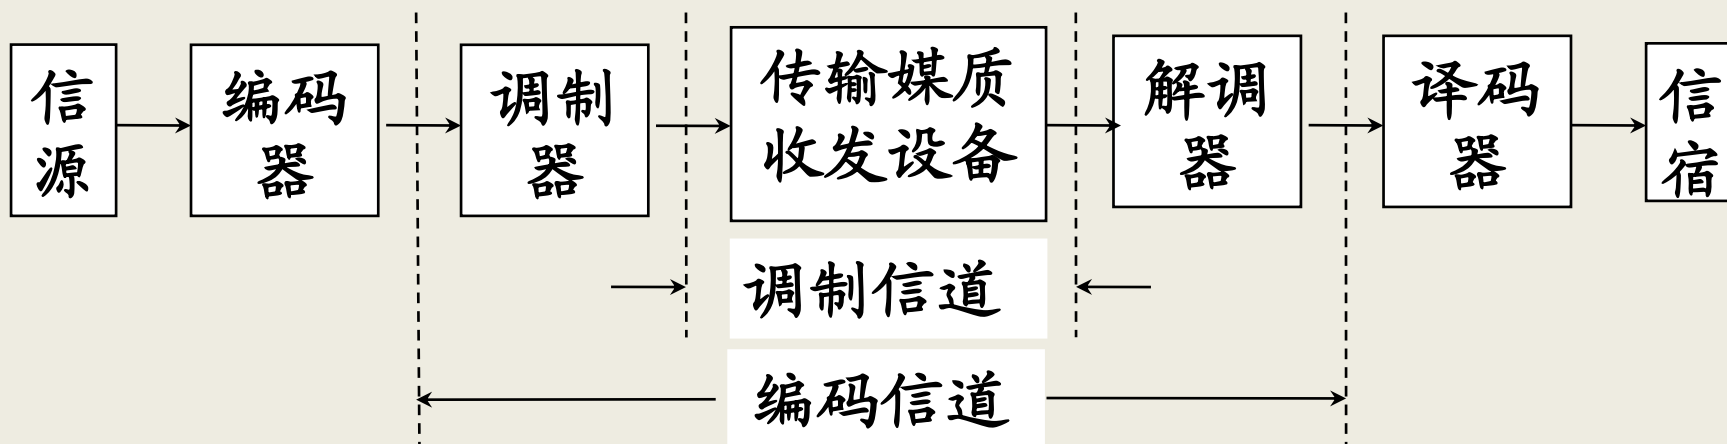 信
源
编码
器
调制
器
传输媒质
收发设备
解调
器
译码
器
信
宿
调制信道
编码信道